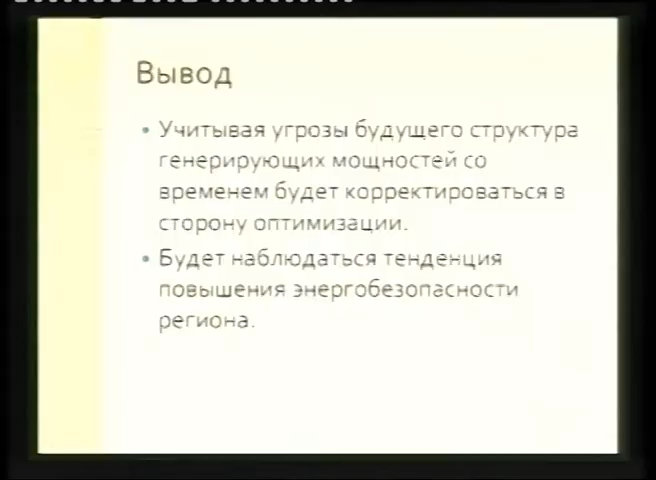 Вывод
• Учитывая угрозы будущего структура
генерирующих мощностей со
временем будет корректироваться в
сторону оптимизации.
• Будет наблюдаться тенденция
повышения энергобезопасности
региона.